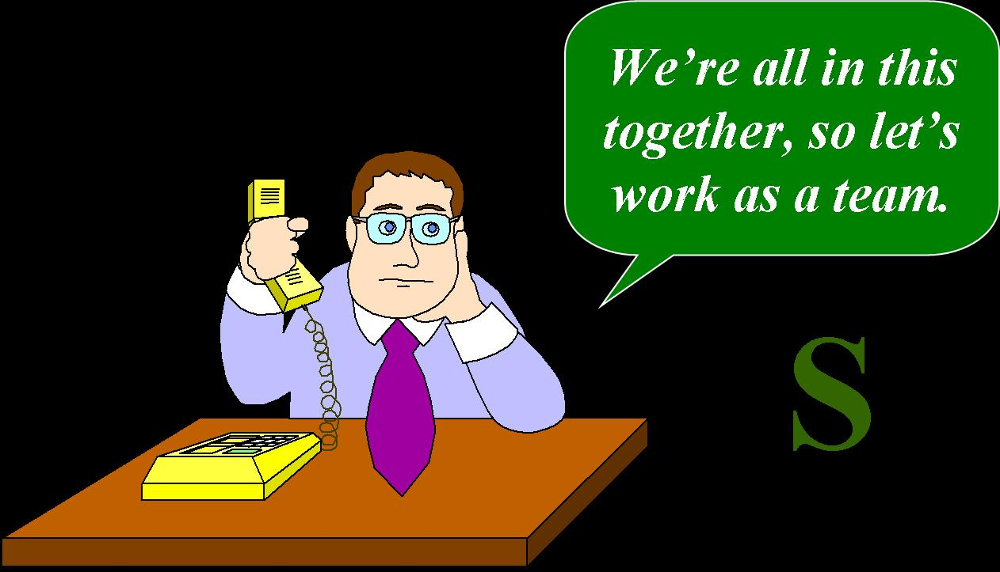 We’re all in this
together, so let’s
work as a team.
S